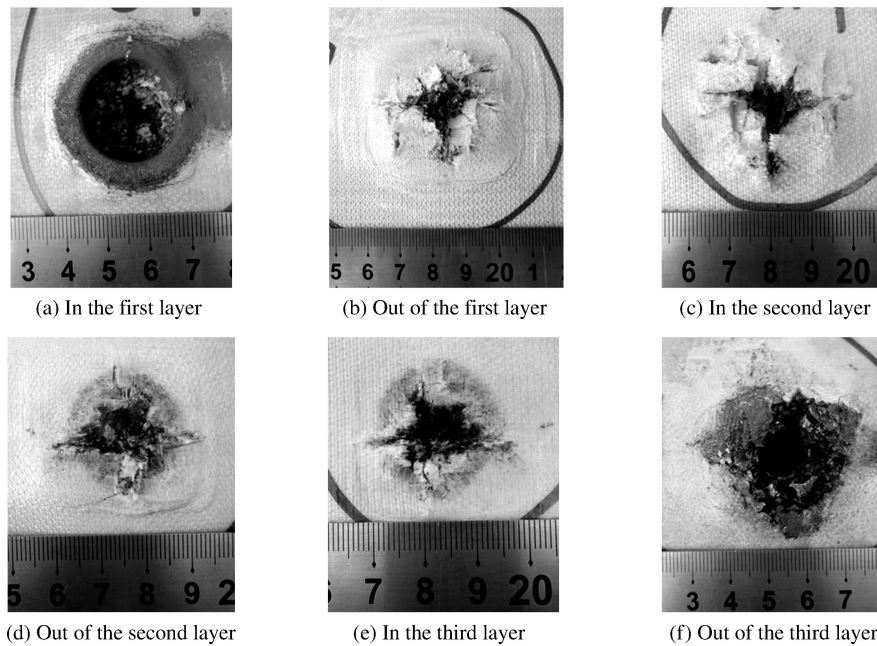 3 4 5 6 7
5 6 7 8 9 20 1
6 7 8 9 20
(a) In the first layer
(b) Out of the first layer
(c) In the second layer
5 6 7 8 9 2
7 8 9 20
3 4 5 6 7
(d) Out of the second layer
(e) In the third layer
(f) Out of the third layer